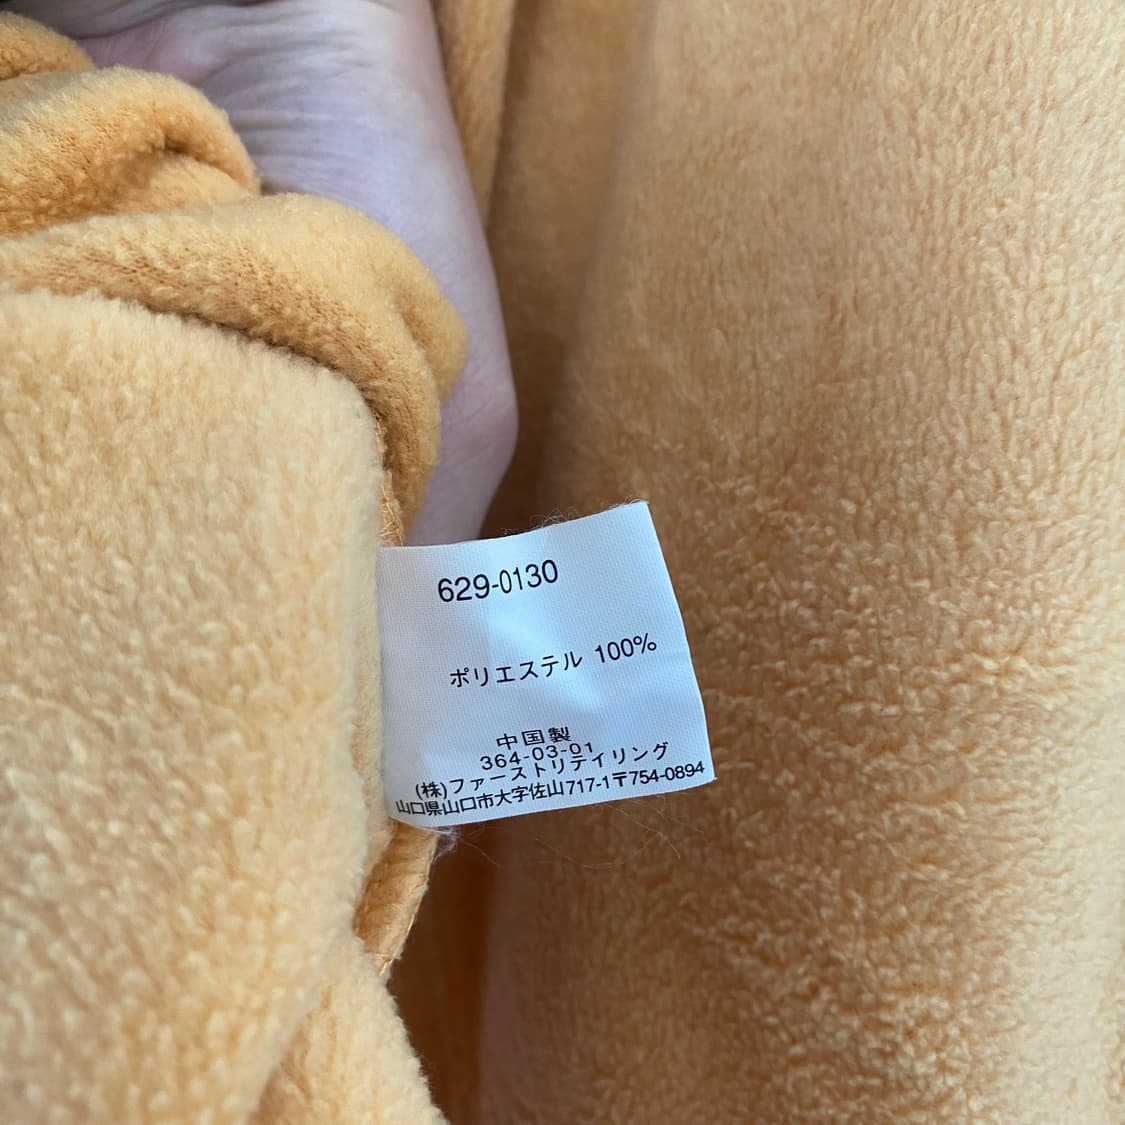 629-0130
ポリエステル 100%
中国製
364-03-01
(株)ファーストリテイリング
山口県山口市大字佐山717-1〒754-0894